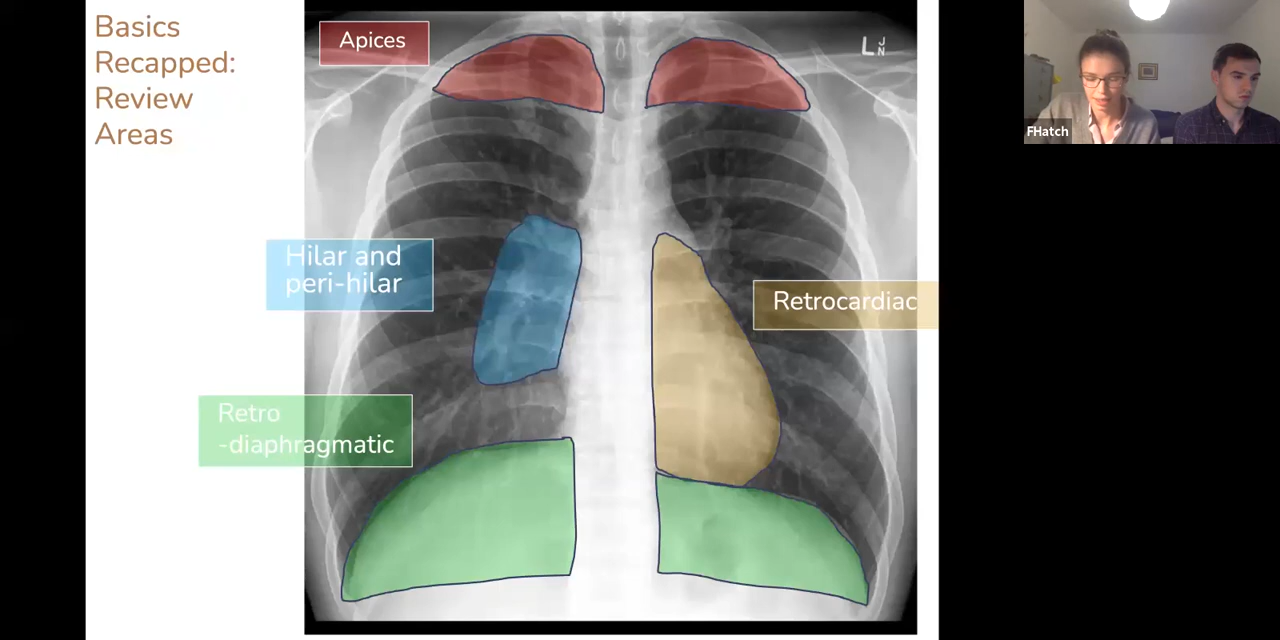 Basics
Recapped:
Review
Areas
Apices
L J
N
FHatch
Hilar and
peri-hilar
Retrocardiac
Retro
-diaphragmatic